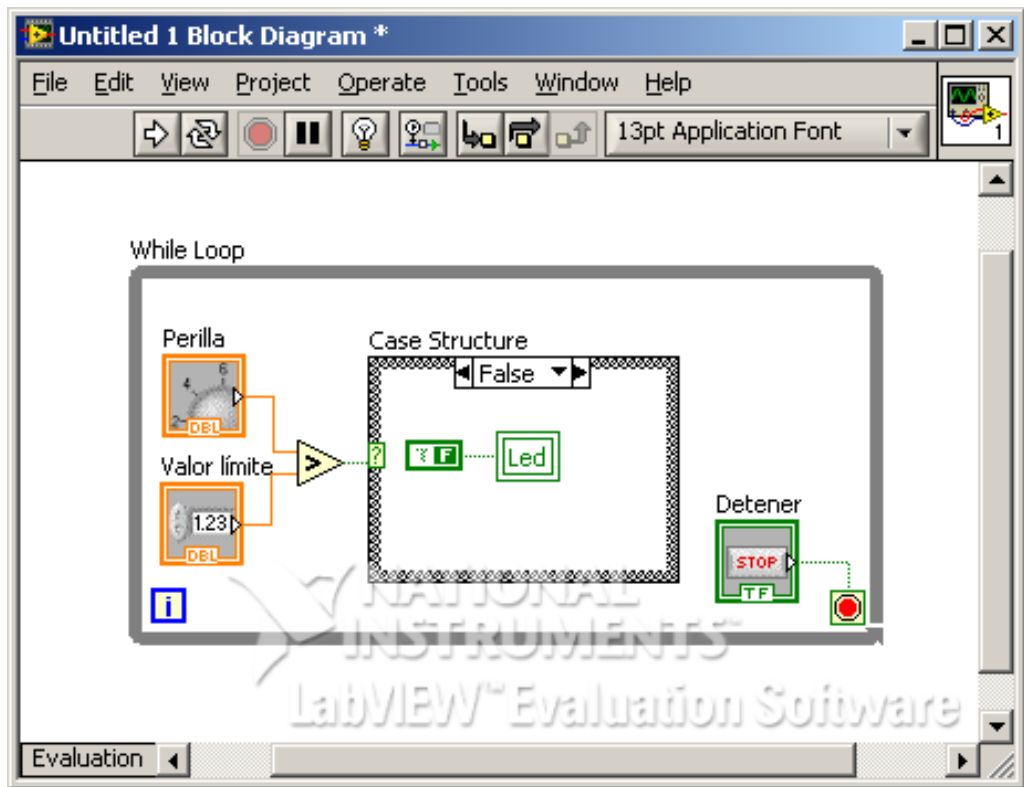 Untitled 1 Block Diagram *
File Edit View Project Operate Tools Window Help
13pt Application Font
1
While Loop
Perilla
2 4 6
DBL
Case Structure
False
?
F
Led
>
Valor límite
1.23
DBL
Detener
STOP
TF
i
NATIONAL
INSTRUMENTS™
LabVIEW™ Evaluation Software
Evaluation